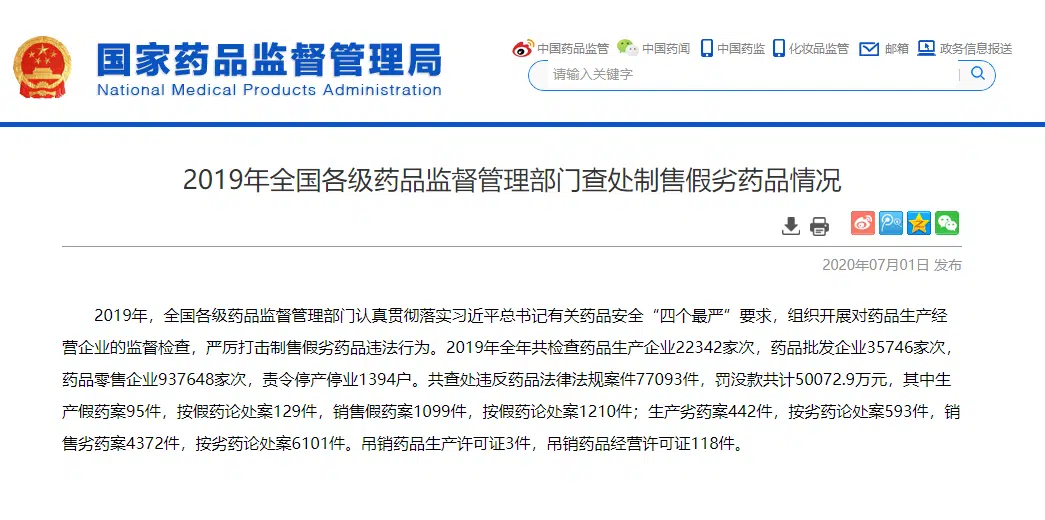 国家药品监督管理局
National Medical Products Administration
中国药品监管 中国药闻 中国药监 化妆品监管 邮箱 政务信息报送
请输入关键字
2019年全国各级药品监督管理部门查处制售假劣药品情况
2020年07月01日 发布
2019年，全国各级药品监督管理部门认真贯彻落实习近平总书记有关药品安全“四个最严”要求，组织开展对药品生产经
营企业的监督检查，严厉打击制售假劣药品违法行为。2019年全年共检查药品生产企业22342家次，药品批发企业35746家次，
药品零售企业937648家次，责令停产停业1394户。共查处违反药品法律法规案件77093件，罚没款共计50072.9万元，其中生
产假药案95件，按假药论处案129件，销售假药案1099件，按假药论处案1210件；生产劣药案442件，按劣药论处案593件，销
售劣药案4372件，按劣药论处案6101件。吊销药品生产许可证3件，吊销药品经营许可证118件。